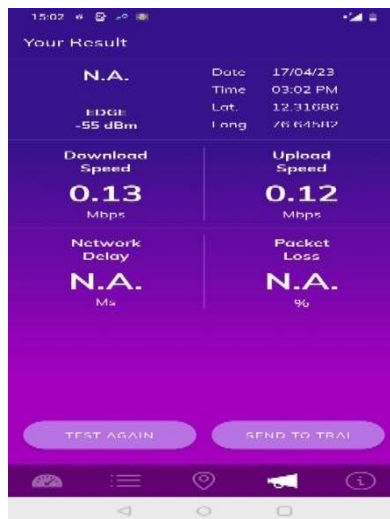 15:02
Your Result
N.A.
EDGE
-55 dBm
Date 17/04/23
Time 03:02 PM
Lat. 12.31686
Long 76.64582
Download Speed
0.13
Mbps
Upload Speed
0.12
Mbps
Network Delay
N.A.
Ms
Packet Loss
N.A.
%
TEST AGAIN
SEND TO TRAI